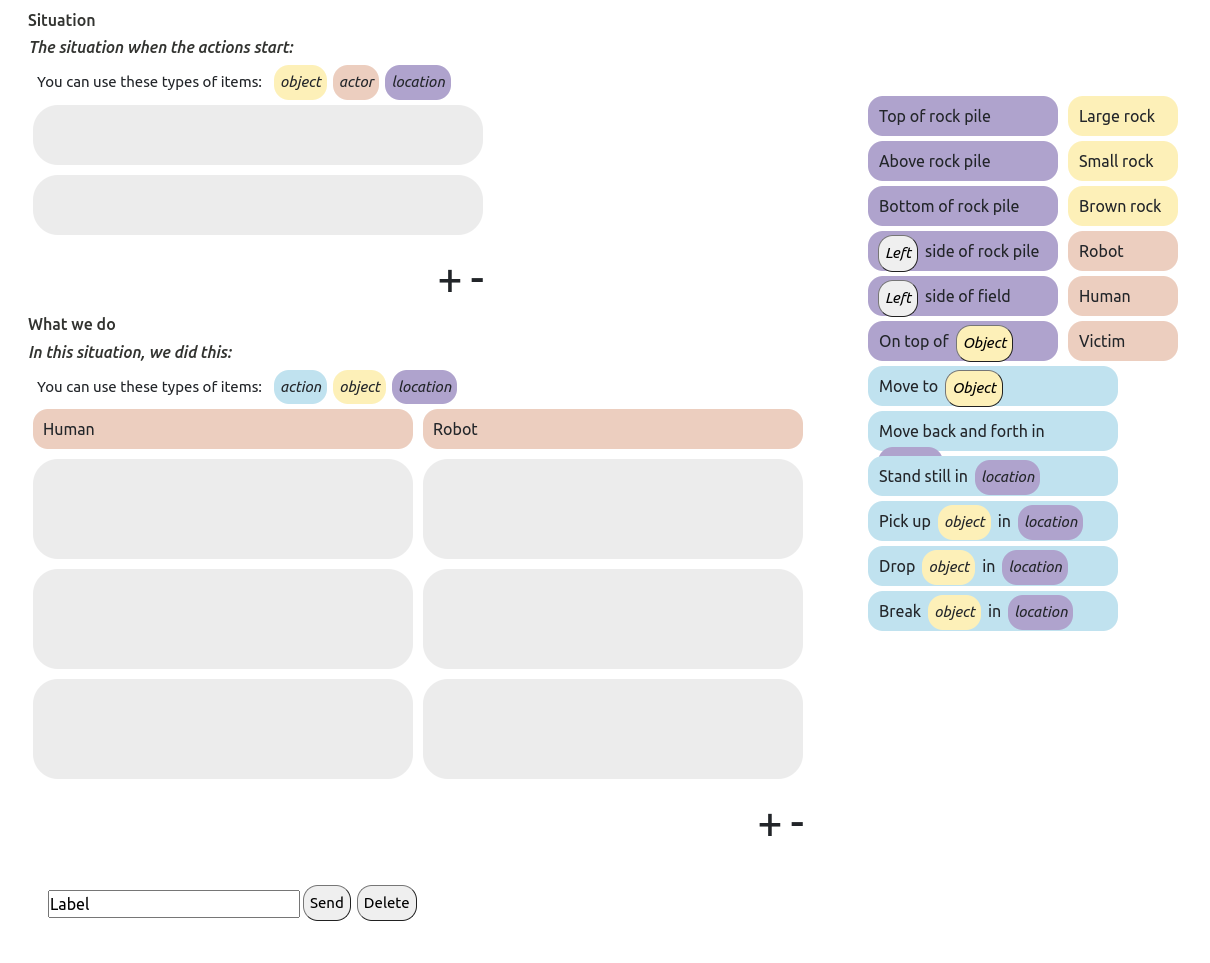 Situation
The situation when the actions start:
You can use these types of items: object actor location
+ -
What we do
In this situation, we did this:
You can use these types of items: action object location
Human Robot
+ -
Label Send Delete
Top of rock pile Large rock
Above rock pile Small rock
Bottom of rock pile Brown rock
Left side of rock pile Robot
Left side of field Human
On top of Object Victim
Move to Object
Move back and forth in
Stand still in location
Pick up object in location
Drop object in location
Break object in location